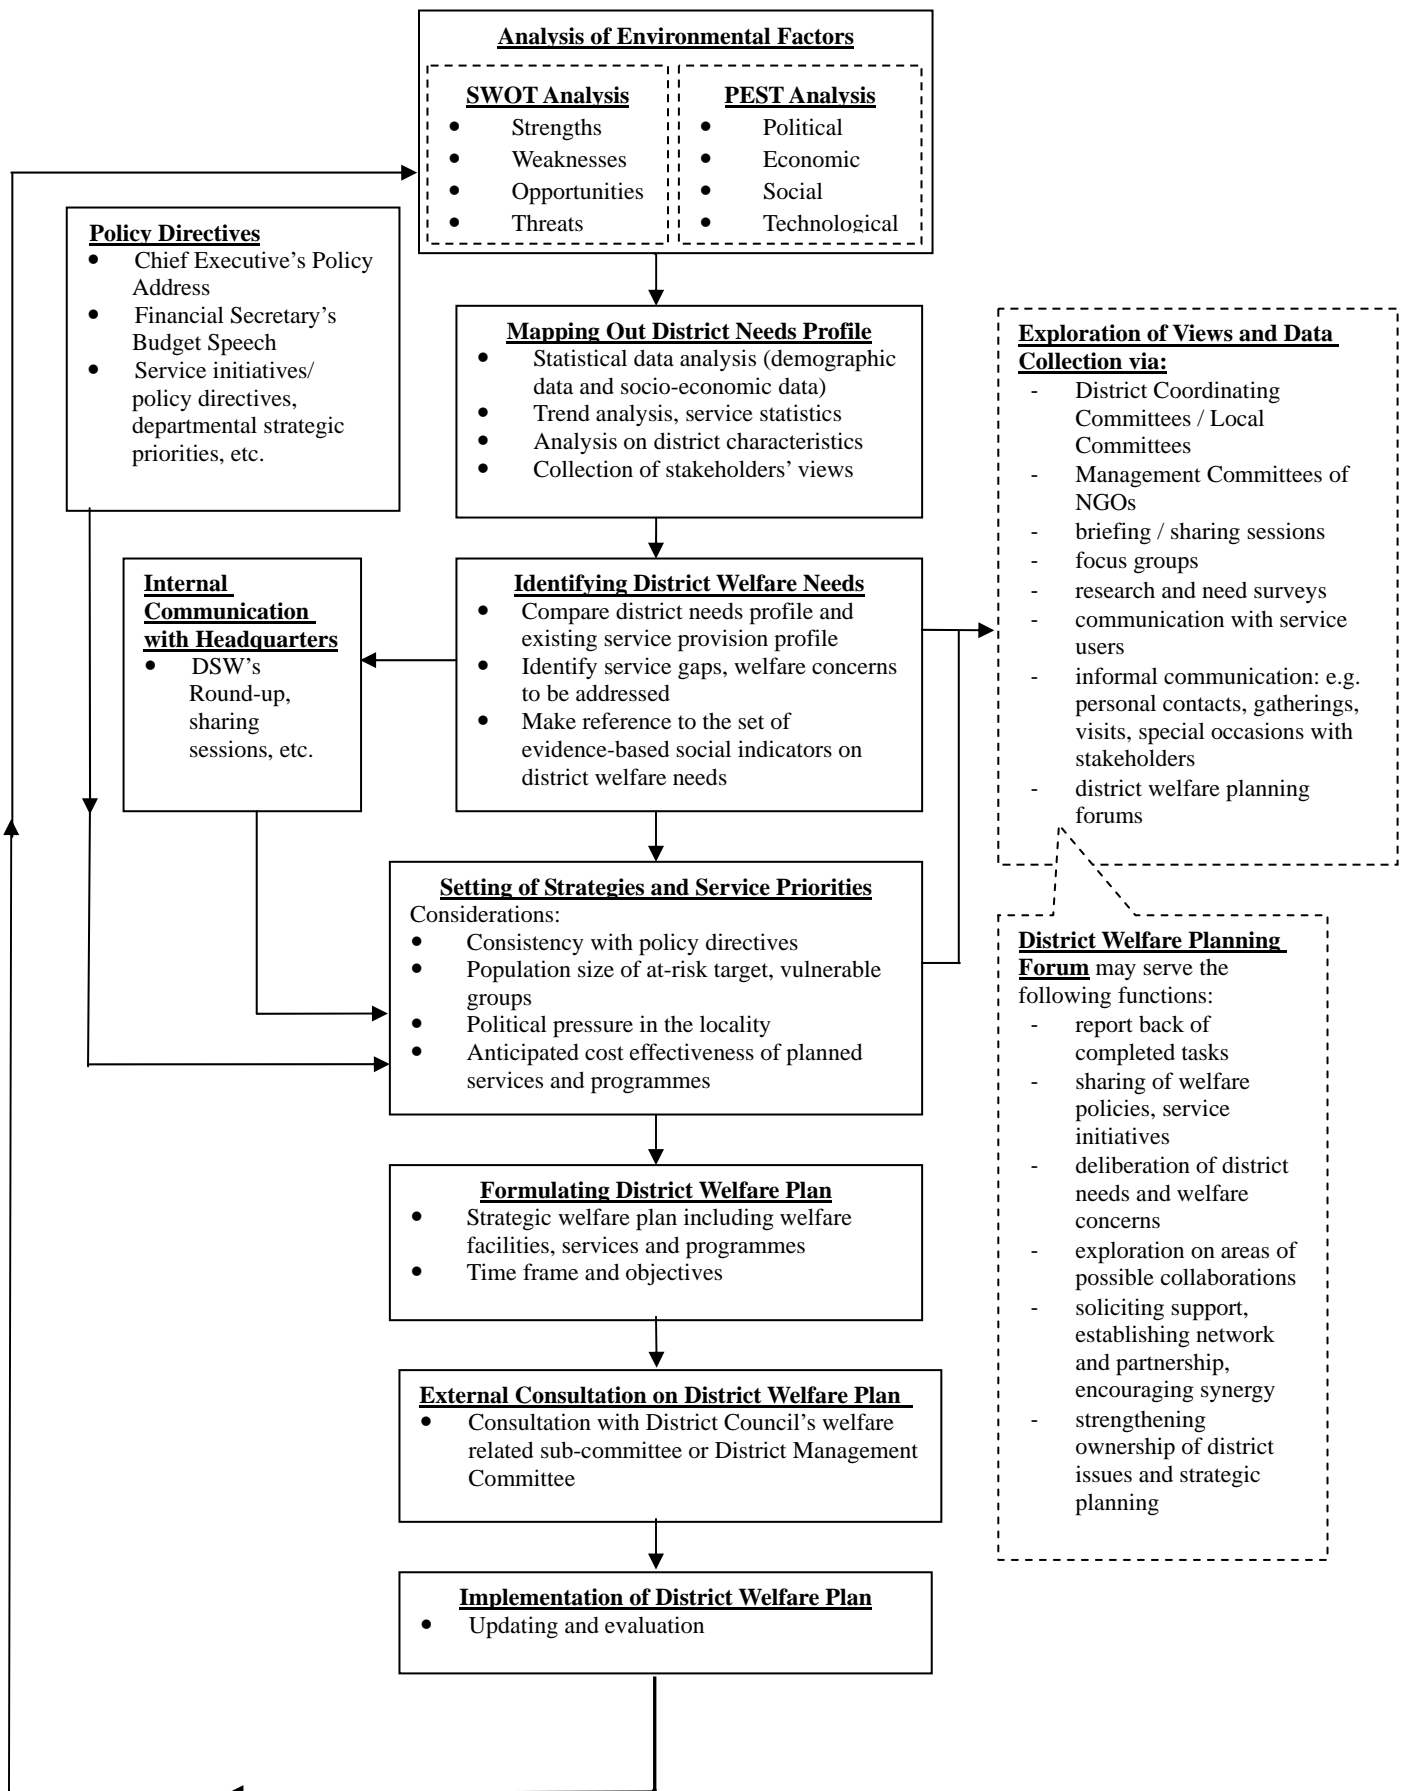 Analysis of Environmental Factors
SWOT Analysis
● Strengths
● Weaknesses
● Opportunities
● Threats
PEST Analysis
● Political
● Economic
● Social
● Technological
Policy Directives
● Chief Executive’s Policy
Address
● Financial Secretary’s
Budget Speech
● Service initiatives/
policy directives,
departmental strategic
priorities, etc.
Mapping Out District Needs Profile
● Statistical data analysis (demographic
data and socio-economic data)
● Trend analysis, service statistics
● Analysis on district characteristics
● Collection of stakeholders’ views
Exploration of Views and Data
Collection via:
- District Coordinating
Committees / Local
Committees
- Management Committees of
NGOs
- briefing / sharing sessions
- focus groups
- research and need surveys
- communication with service
users
- informal communication: e.g.
personal contacts, gatherings,
visits, special occasions with
stakeholders
- district welfare planning
forums
Internal
Communication
with Headquarters
● DSW’s
Round-up,
sharing
sessions, etc.
Identifying District Welfare Needs
● Compare district needs profile and
existing service provision profile
● Identify service gaps, welfare concerns
to be addressed
● Make reference to the set of
evidence-based social indicators on
district welfare needs
Setting of Strategies and Service Priorities
Considerations:
● Consistency with policy directives
● Population size of at-risk target, vulnerable
groups
● Political pressure in the locality
● Anticipated cost effectiveness of planned
services and programmes
District Welfare Planning
Forum may serve the
following functions:
- report back of
completed tasks
- sharing of welfare
policies, service
initiatives
- deliberation of district
needs and welfare
concerns
- exploration on areas of
possible collaborations
- soliciting support,
establishing network
and partnership,
encouraging synergy
- strengthening
ownership of district
issues and strategic
planning
Formulating District Welfare Plan
● Strategic welfare plan including welfare
facilities, services and programmes
● Time frame and objectives
External Consultation on District Welfare Plan
● Consultation with District Council’s welfare
related sub-committee or District Management
Committee
Implementation of District Welfare Plan
● Updating and evaluation